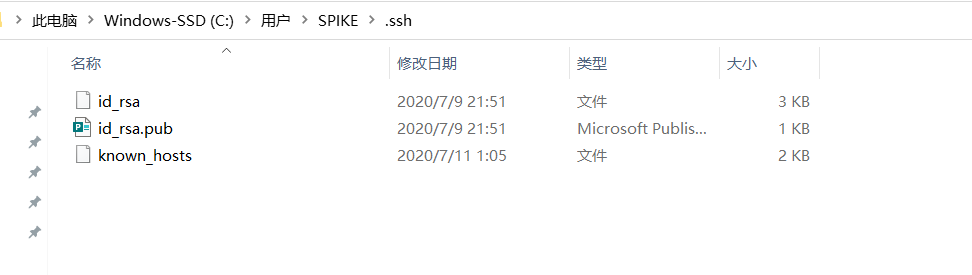 此电脑 > Windows-SSD (C:) > 用户 > SPIKE > .ssh
名称 修改日期 类型 大小
id_rsa 2020/7/9 21:51 文件 3 KB
id_rsa.pub 2020/7/9 21:51 Microsoft Publis... 1 KB
known_hosts 2020/7/11 1:05 文件 2 KB